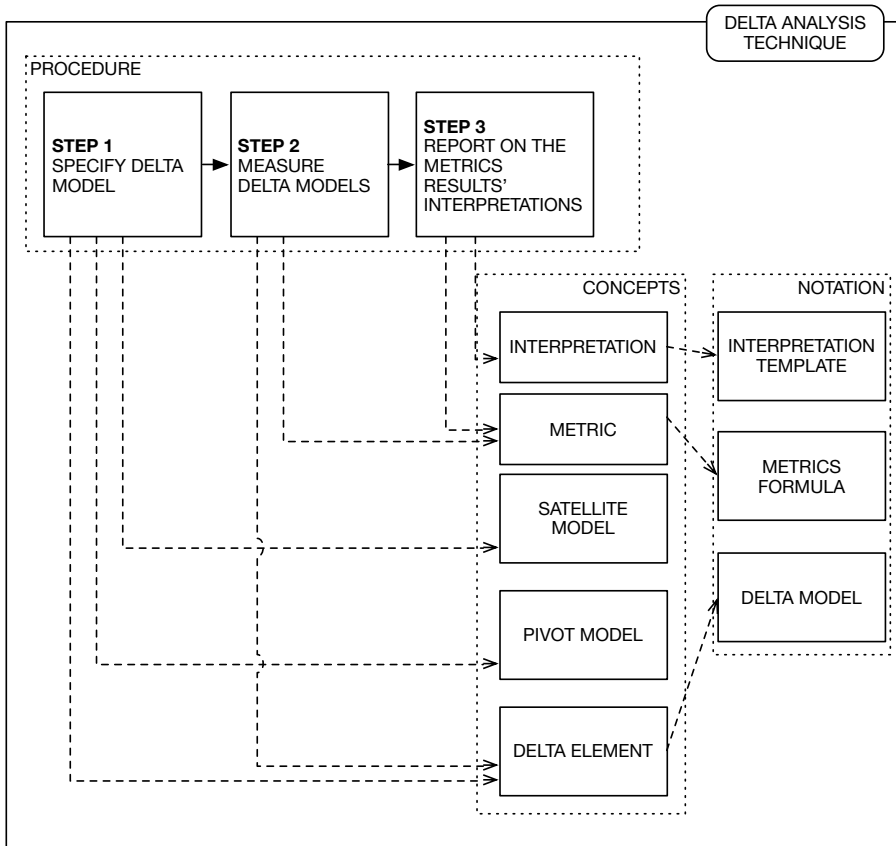 DELTA ANALYSIS
TECHNIQUE
PROCEDURE
STEP 1
SPECIFY DELTA
MODEL
STEP 2
MEASURE
DELTA MODELS
STEP 3
REPORT ON THE
METRICS
RESULTS'
INTERPRETATIONS
CONCEPTS
INTERPRETATION
METRIC
SATELLITE
MODEL
PIVOT MODEL
DELTA ELEMENT
NOTATION
INTERPRETATION
TEMPLATE
METRICS
FORMULA
DELTA MODEL